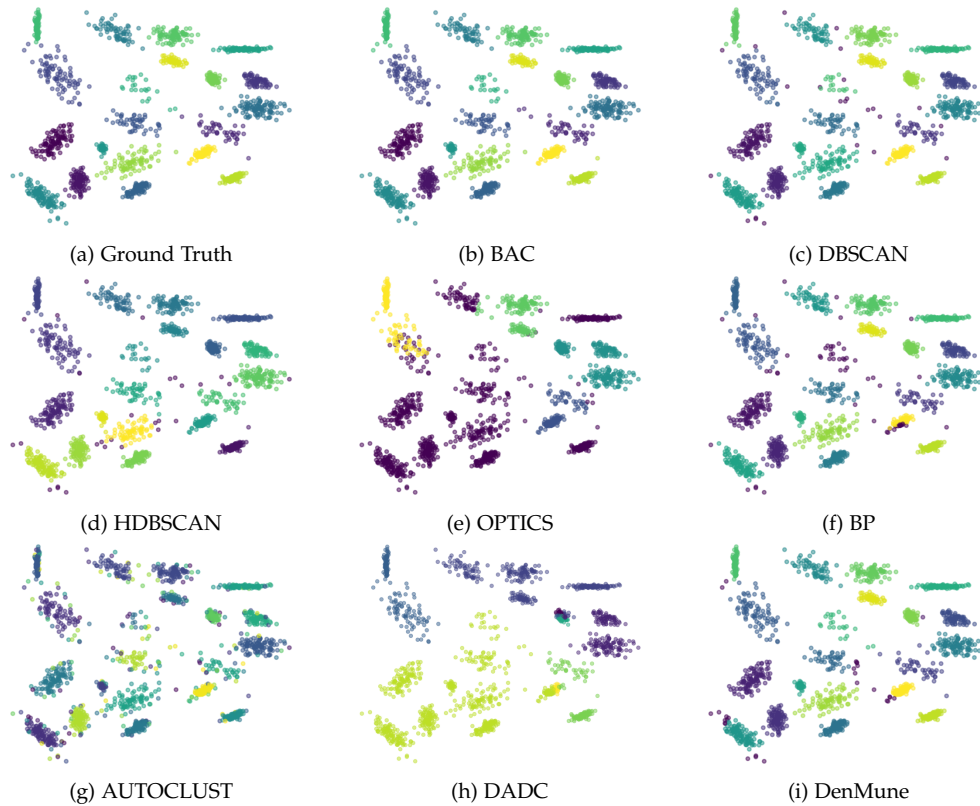 (a) Ground Truth
(b) BAC
(c) DBSCAN
(d) HDBSCAN
(e) OPTICS
(f) BP
(g) AUTOCLUST
(h) DADC
(i) DenMune